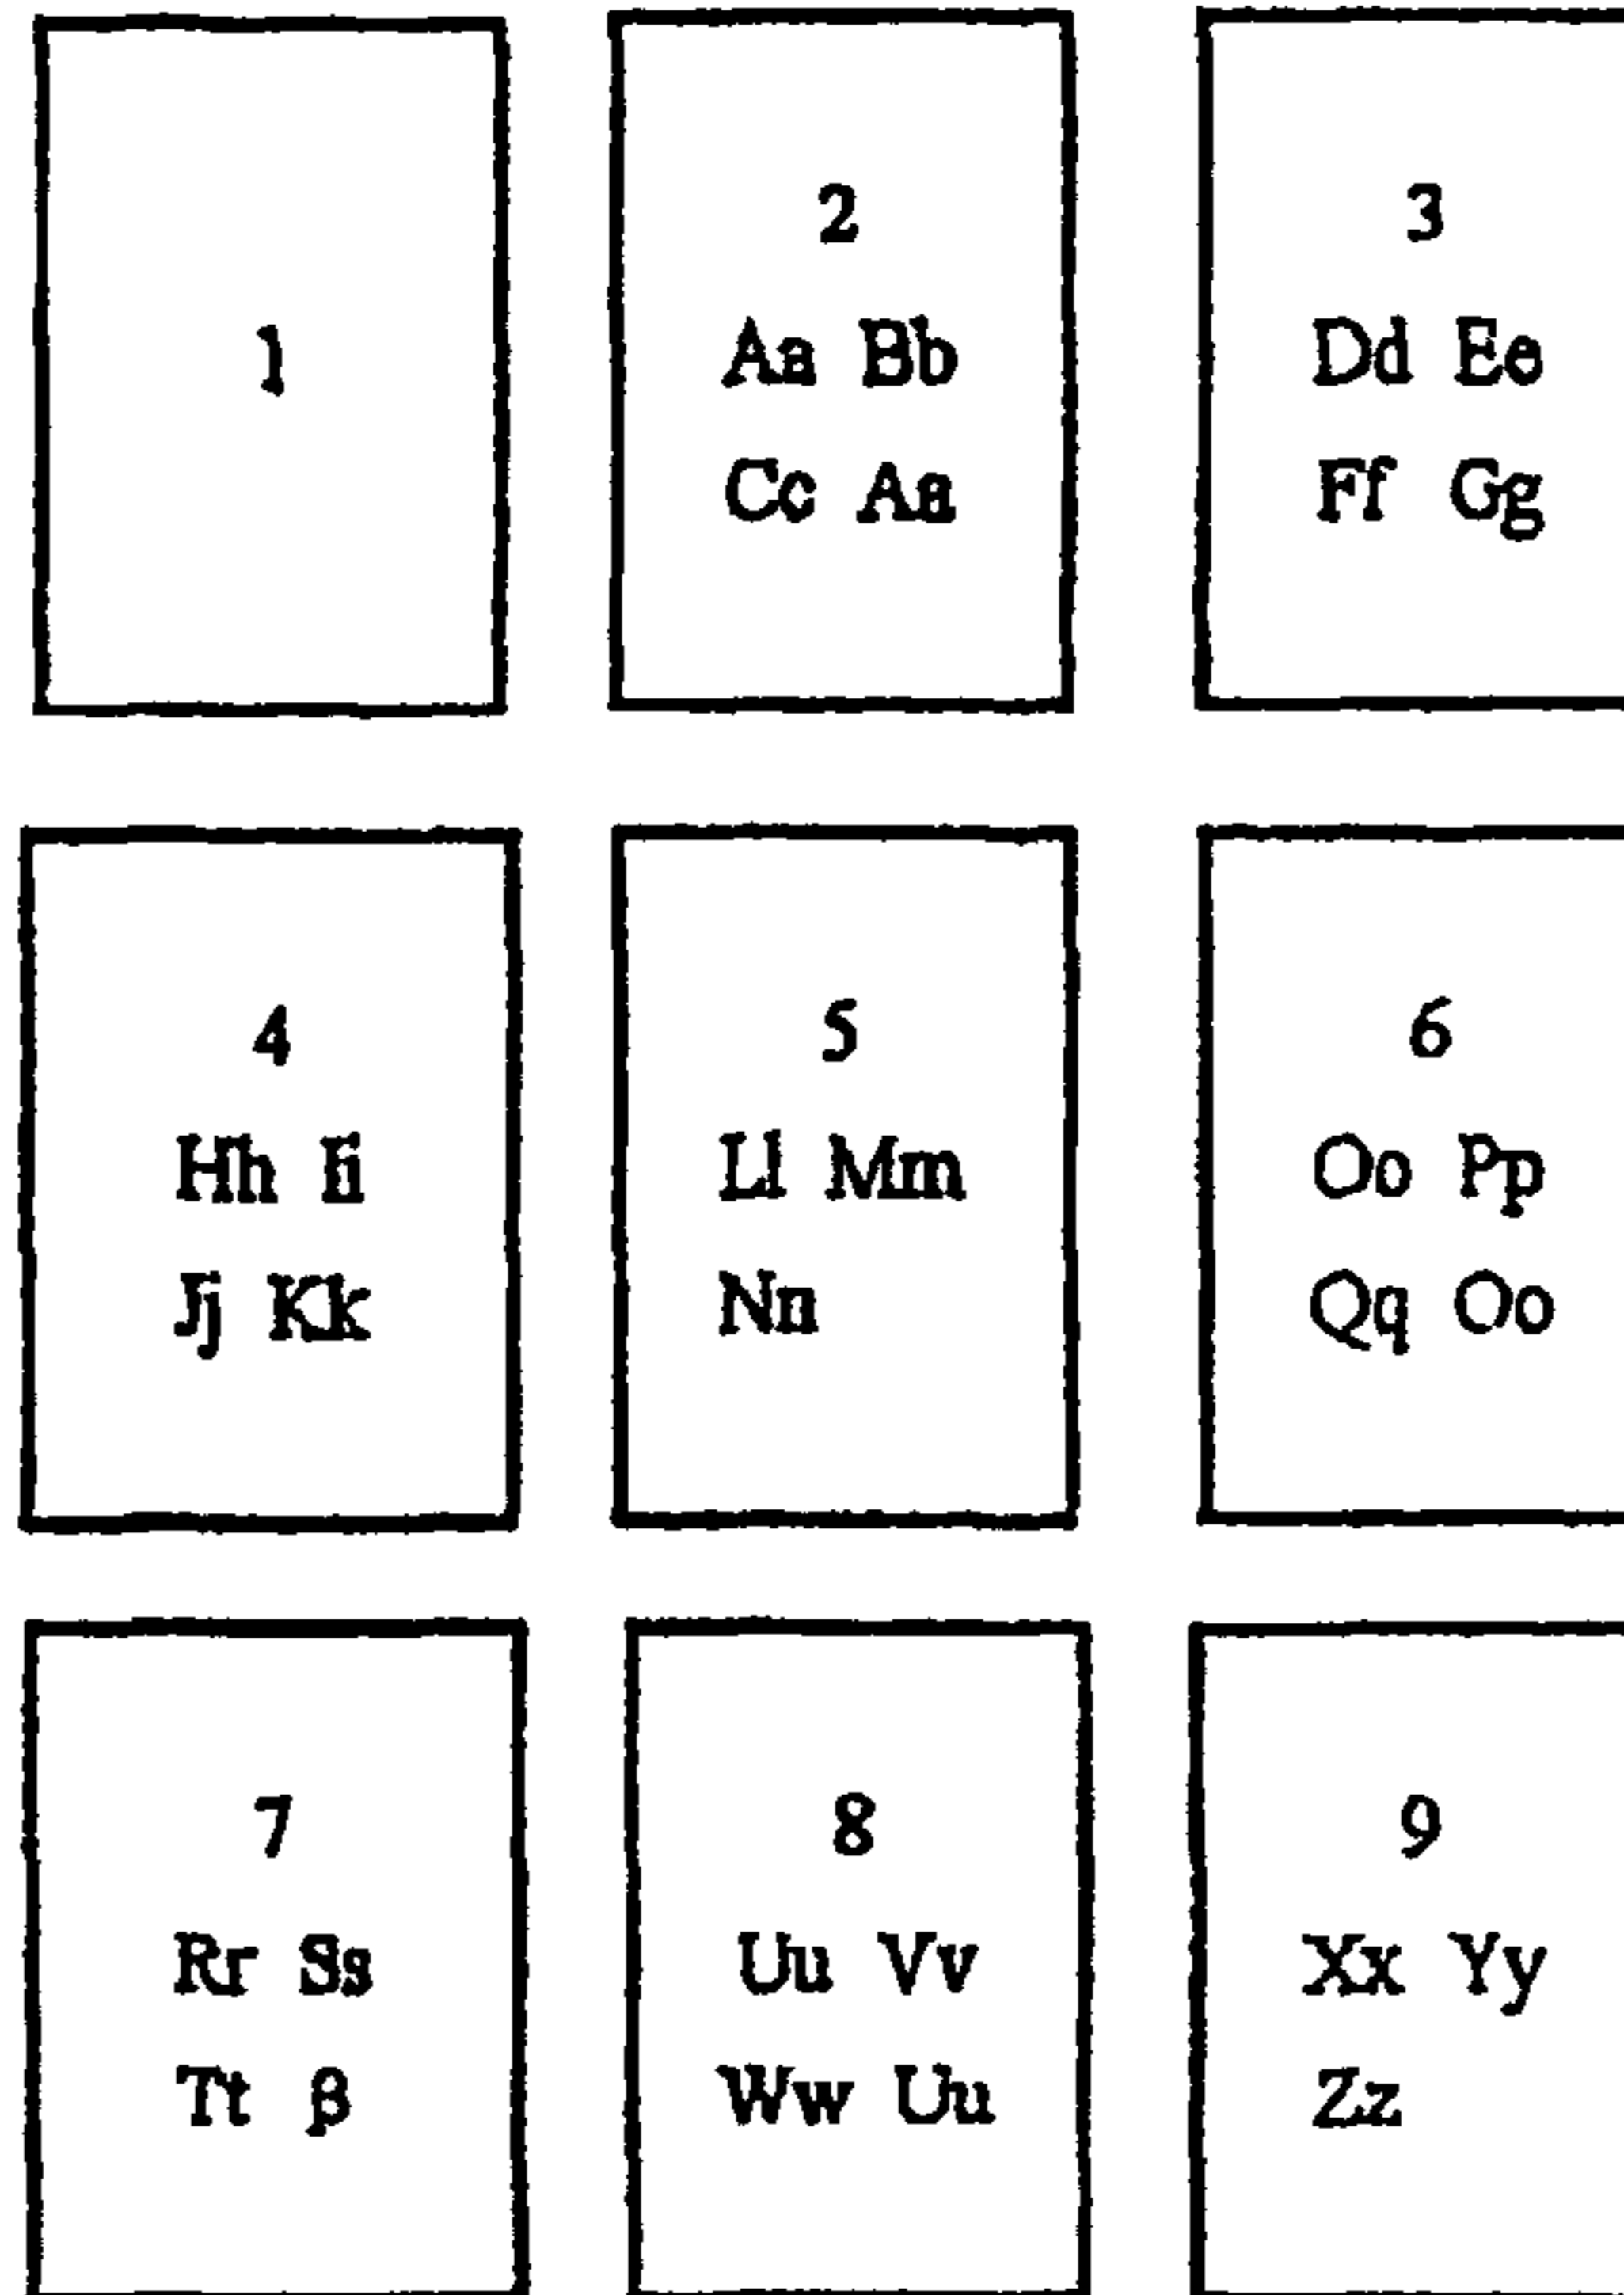 1
2
Aa Bb
Cc Aa
3
Dd Ee
Ff Gg
4
Hh Ii
Jj Kk
5
Ll Mm
Nn
6
Oo Pp
Qq Oo
7
Rr Ss
Tt β
8
Uu Vv
Ww Uu
9
Xx Yy
Zz